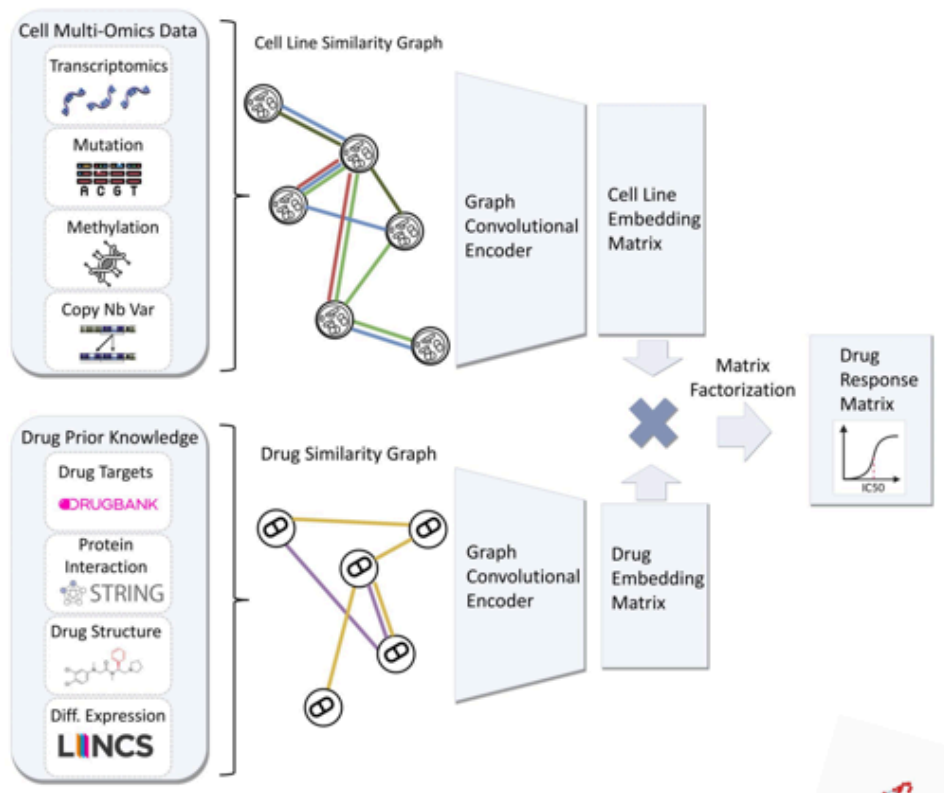 Cell Multi-Omics Data
Transcriptomics
Mutation
A C G T
Methylation
Copy Nb Var
Cell Line Similarity Graph
Graph
Convolutional
Encoder
Cell Line
Embedding
Matrix
Matrix
Factorization
Drug
Response
Matrix
IC50
Drug Prior Knowledge
Drug Targets
DRUGBANK
Protein
Interaction
STRING
Drug Structure
Diff. Expression
LINCS
Drug Similarity Graph
Graph
Convolutional
Encoder
Drug
Embedding
Matrix